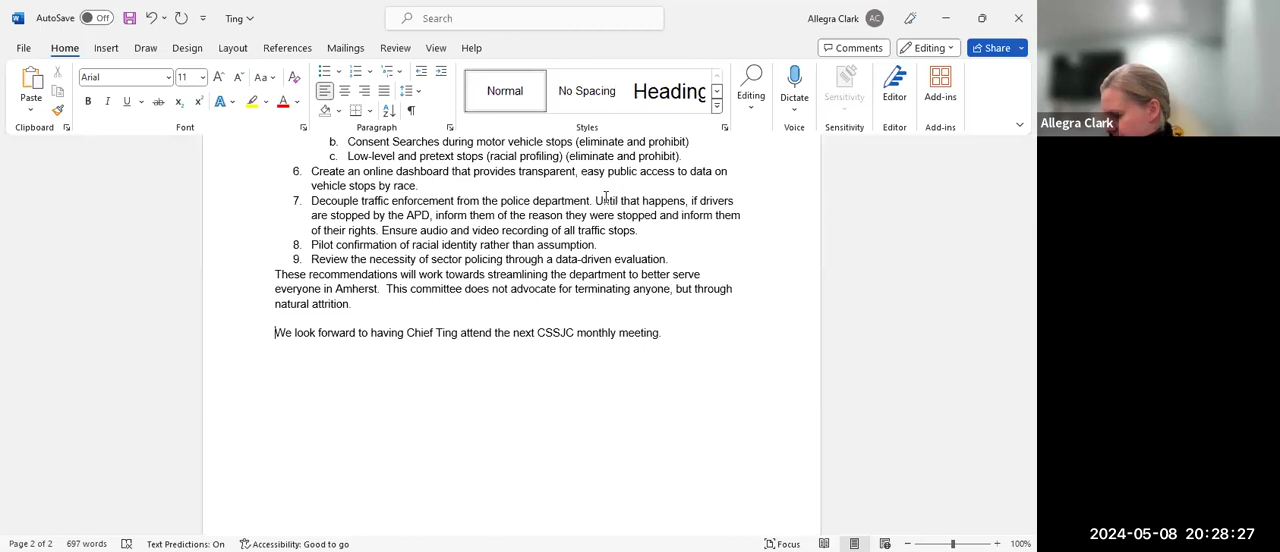 AutoSave Off Ting Search Allegra Clark AC
File Home Insert Draw Design Layout References Mailings Review View Help Comments Editing Share
Paste Arial 11 A A Aa A Normal No Spacing Heading Editing Dictate Sensitivity Editor Add-ins
B I U ab x₂ x² A A
Clipboard Font Paragraph Styles Voice Sensitivity Editor Add-ins
Allegra Clark
b. Consent Searches during motor vehicle stops (eliminate and prohibit)
c. Low-level and pretext stops (racial profiling) (eliminate and prohibit).
6. Create an online dashboard that provides transparent, easy public access to data on
vehicle stops by race.
7. Decouple traffic enforcement from the police department. Until that happens, if drivers
are stopped by the APD, inform them of the reason they were stopped and inform them
of their rights. Ensure audio and video recording of all traffic stops.
8. Pilot confirmation of racial identity rather than assumption.
9. Review the necessity of sector policing through a data-driven evaluation.
These recommendations will work towards streamlining the department to better serve
everyone in Amherst. This committee does not advocate for terminating anyone, but through
natural attrition.
We look forward to having Chief Ting attend the next CSSJC monthly meeting.
Page 2 of 2 697 words Text Predictions: On Accessibility: Good to go Focus 100%
2024-05-08 20:28:27